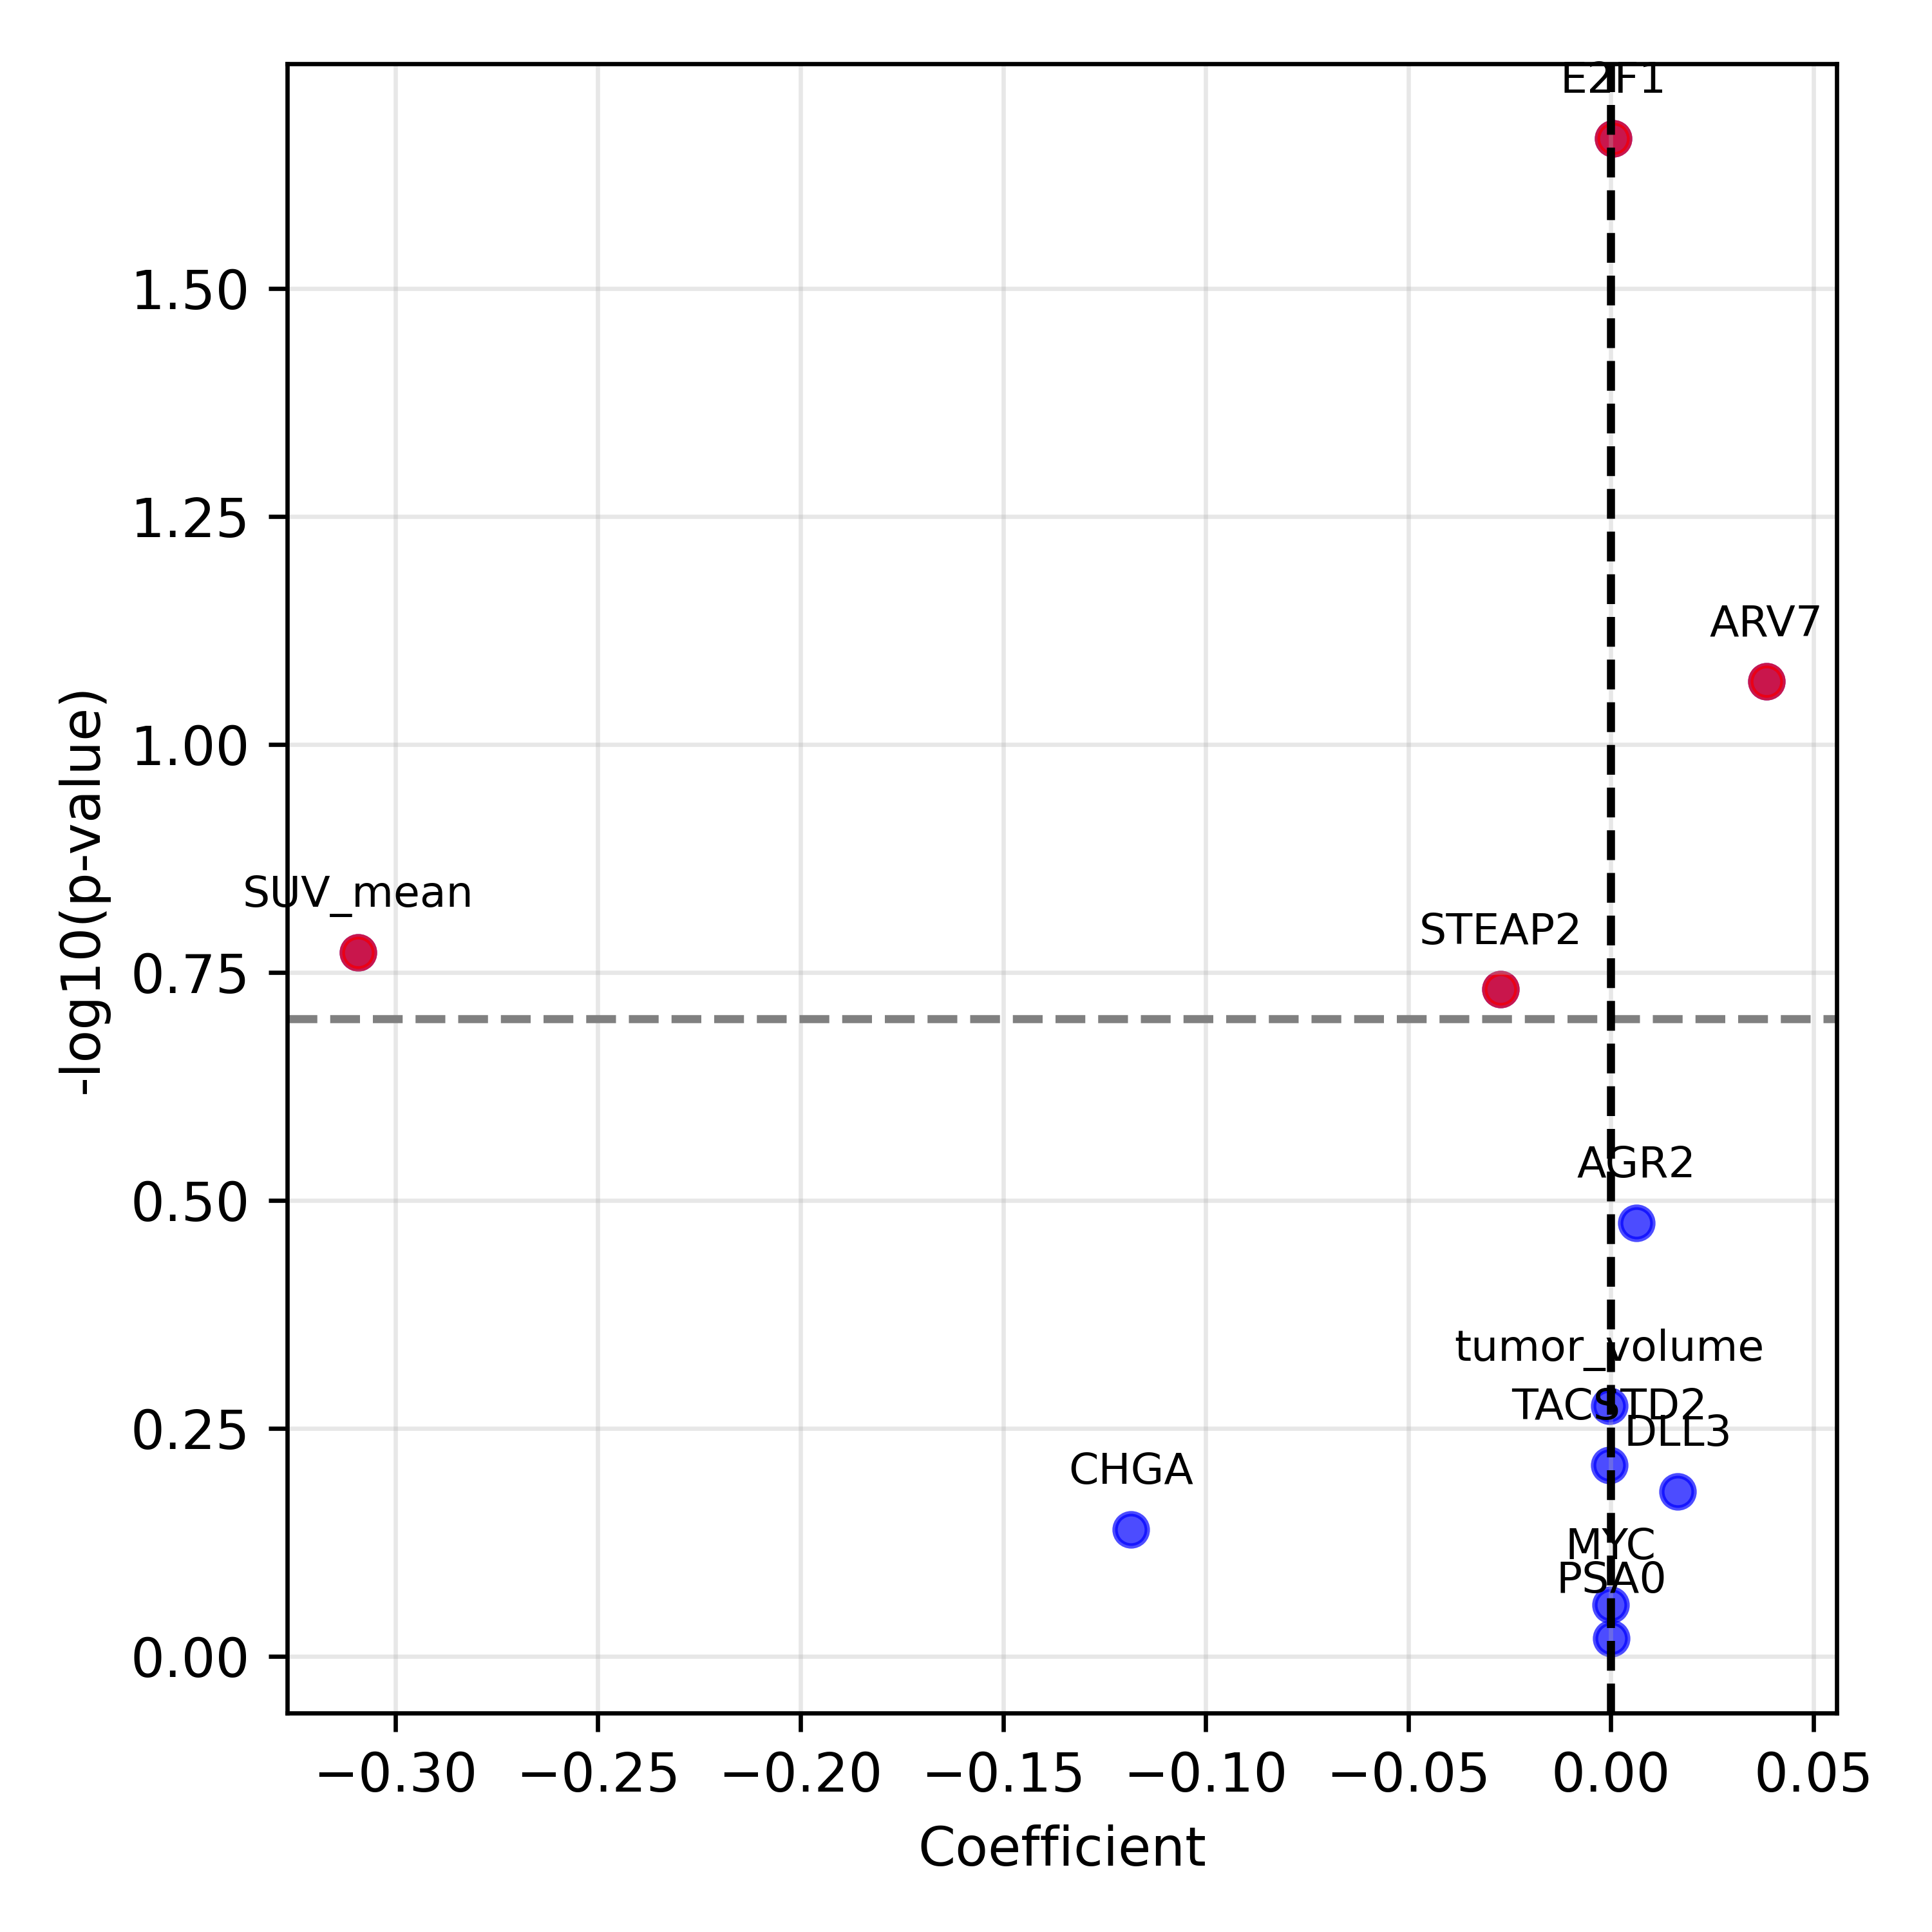 E2F1
1.50
1.25
ARV7
1.00
SUV_mean
STEAP2
0.75
-log10(p-value)
AGR2
0.50
tumor_volume
TACSTD2
DLL3
0.25
CHGA
MYC
PSA0
0.00
−0.30 −0.25 −0.20 −0.15 −0.10 −0.05 0.00 0.05
Coefficient